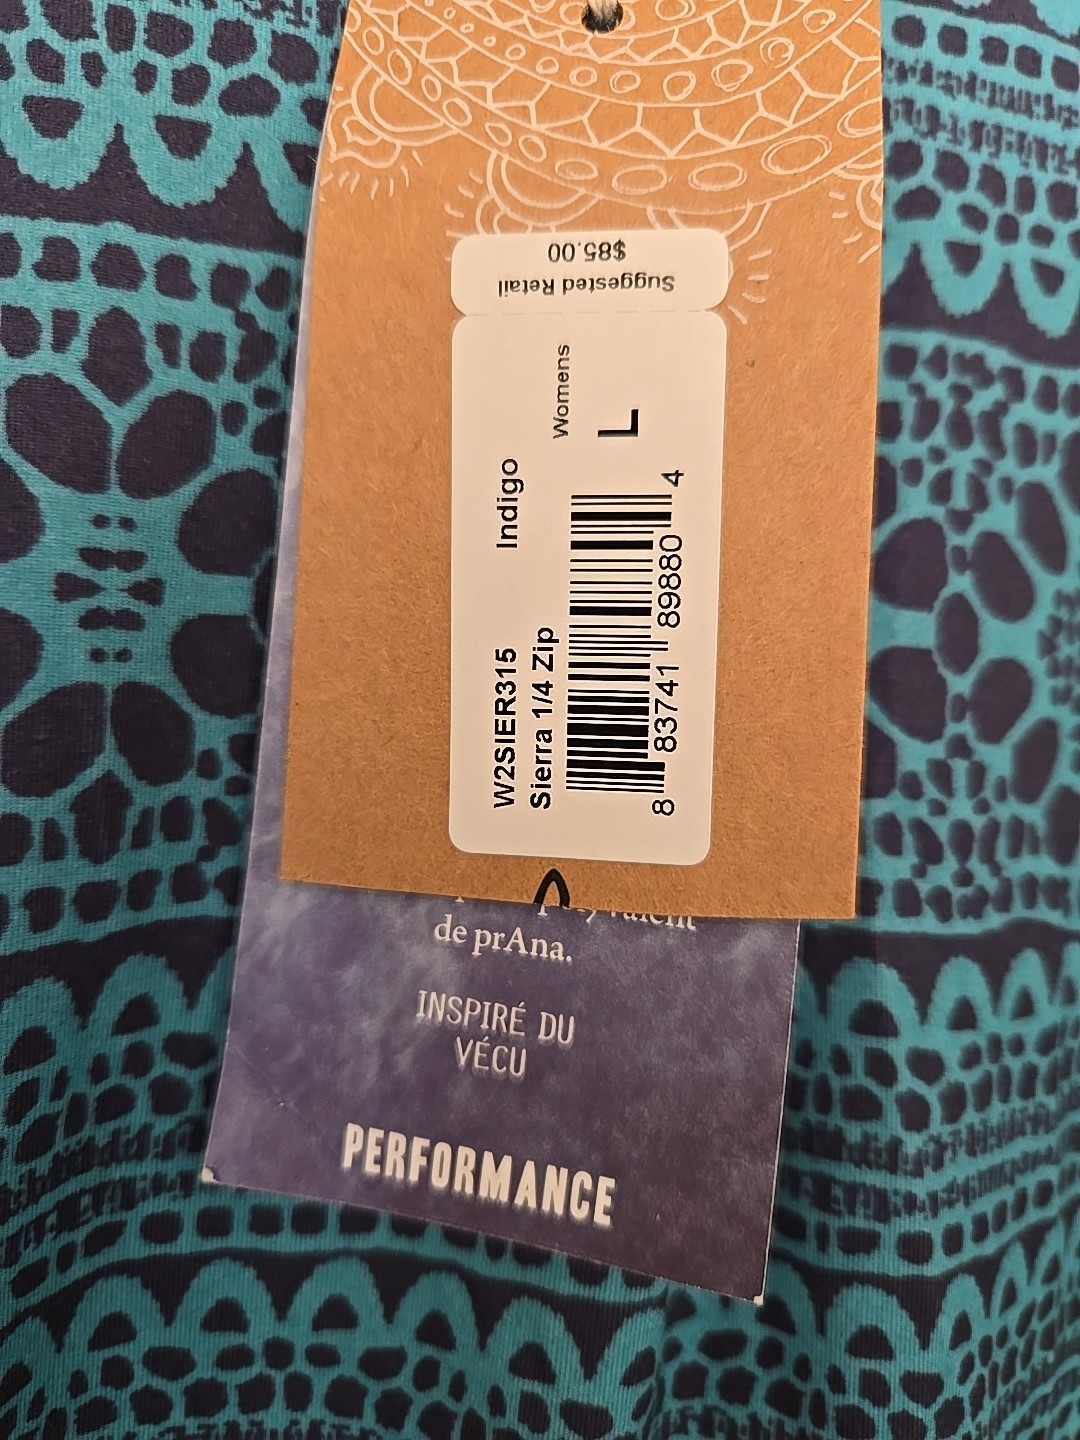 Suggested Retail
$85.00
W2SIER315 Indigo
Sierra 1/4 Zip Womens
L
8 83741 89880 4
de prAna.
INSPIRÉ DU
VÉCU
PERFORMANCE